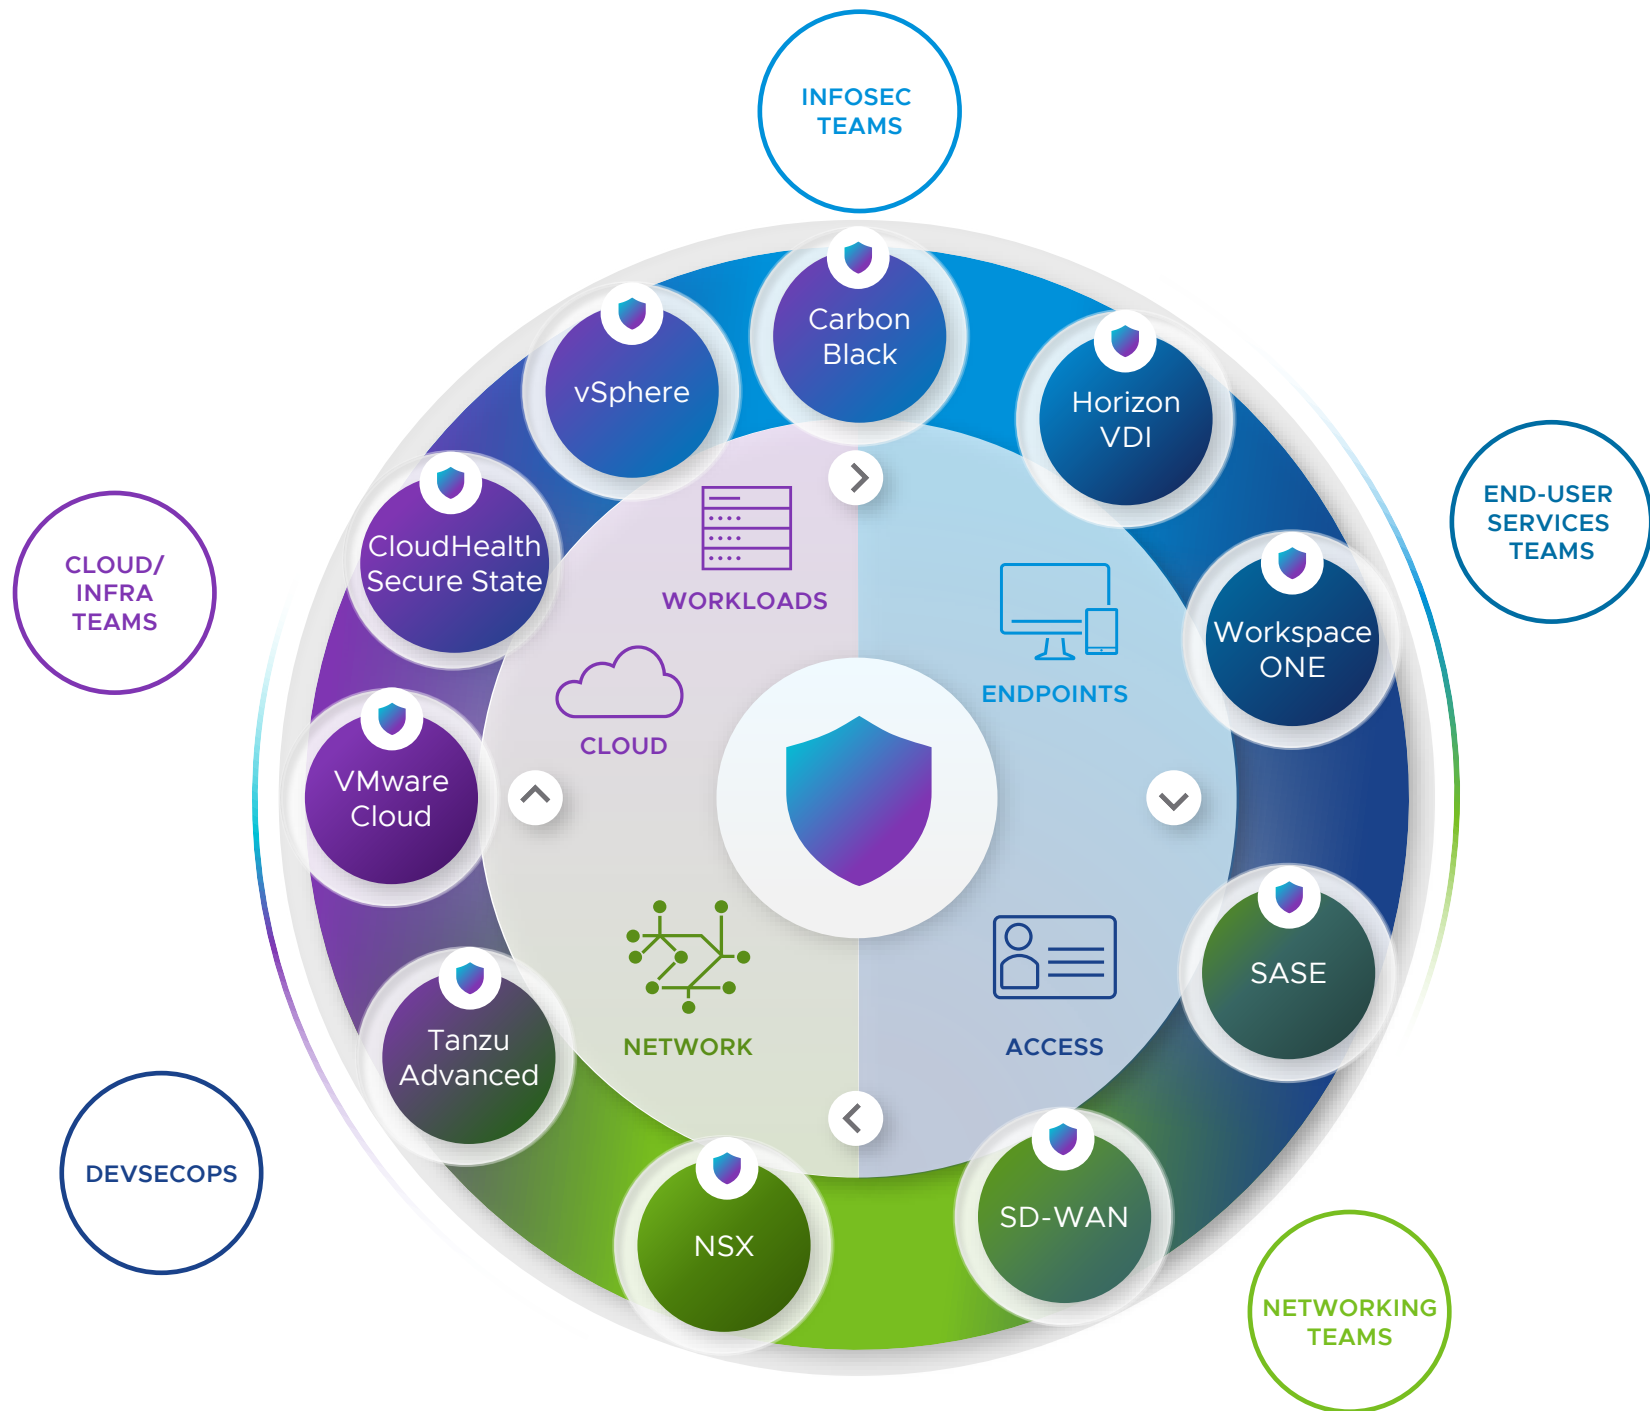 INFOSEC
TEAMS
Carbon
Black
vSphere
Horizon
VDI
CloudHealth
Secure State
END-USER
SERVICES
TEAMS
CLOUD/
INFRA
TEAMS
WORKLOADS
Workspace
ONE
ENDPOINTS
CLOUD
VMware
Cloud
SASE
NETWORK
ACCESS
Tanzu
Advanced
DEVSECOPS
NSX
SD-WAN
NETWORKING
TEAMS